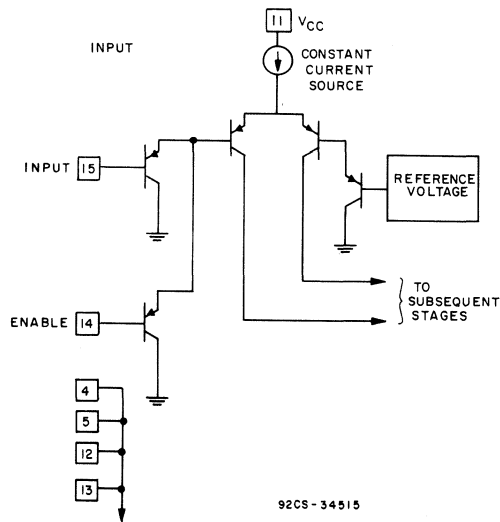 11 VCC
INPUT
CONSTANT
CURRENT
SOURCE
INPUT 15
REFERENCE
VOLTAGE
TO
SUBSEQUENT
STAGES
ENABLE 14
4
5
12
13
92CS-34515